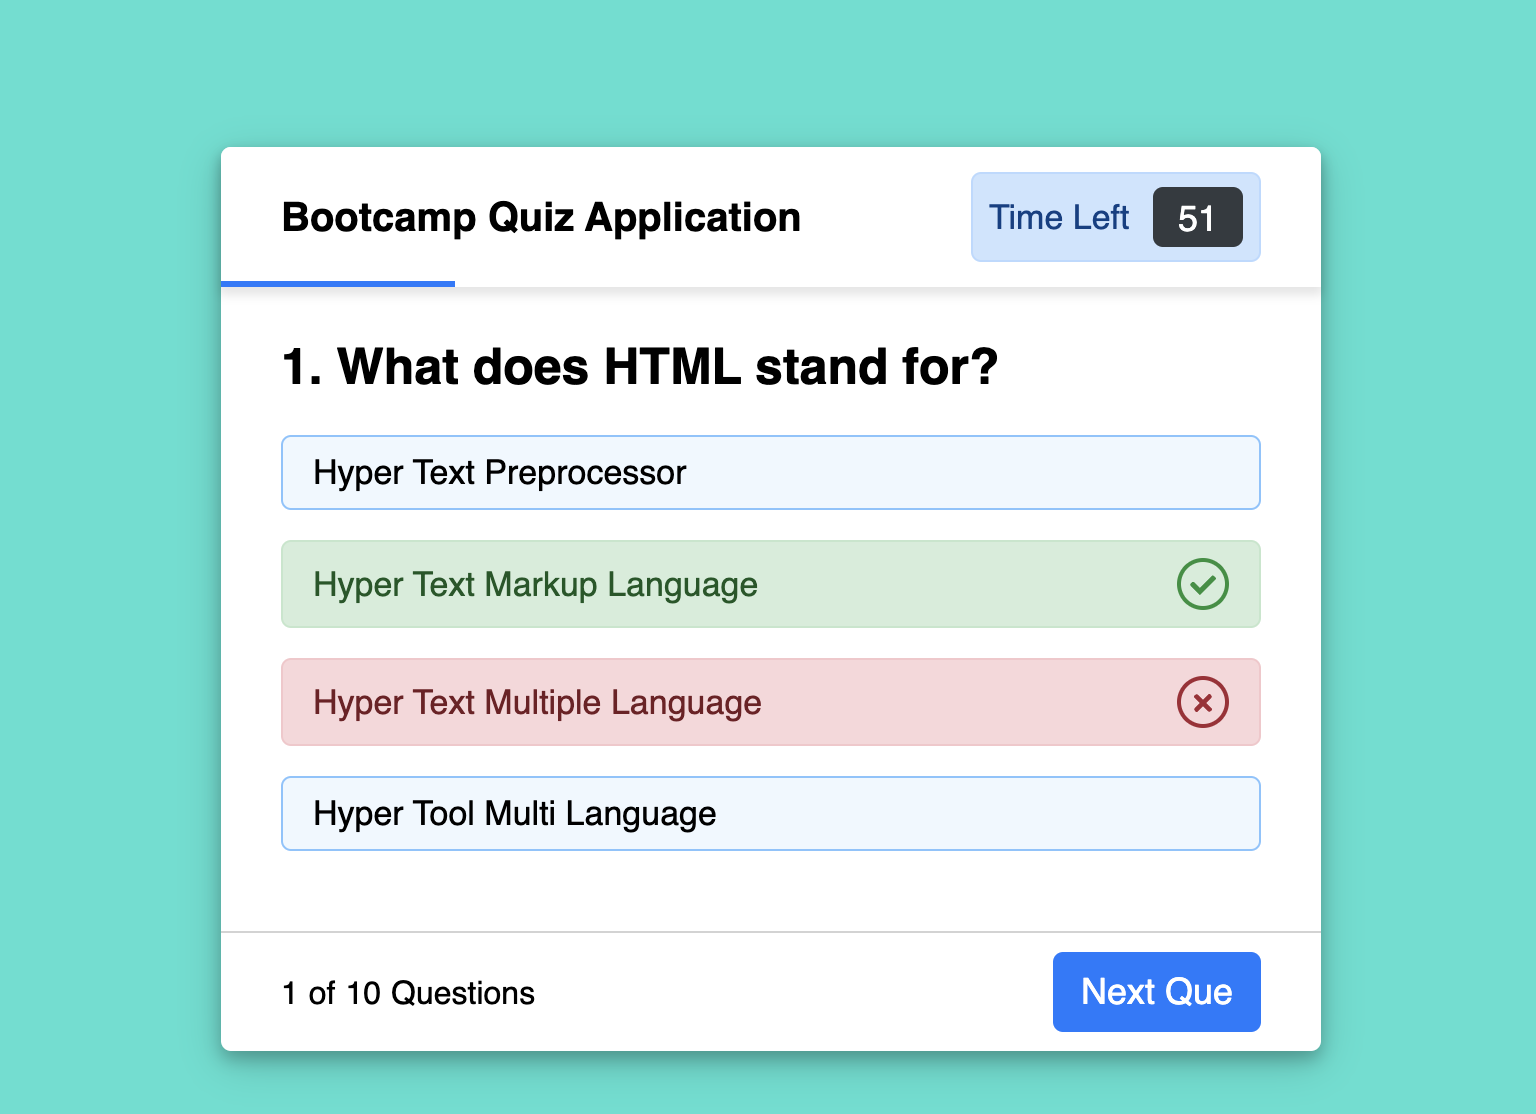 Bootcamp Quiz Application
Time Left 51
1. What does HTML stand for?
Hyper Text Preprocessor
Hyper Text Markup Language
Hyper Text Multiple Language
Hyper Tool Multi Language
1 of 10 Questions
Next Que